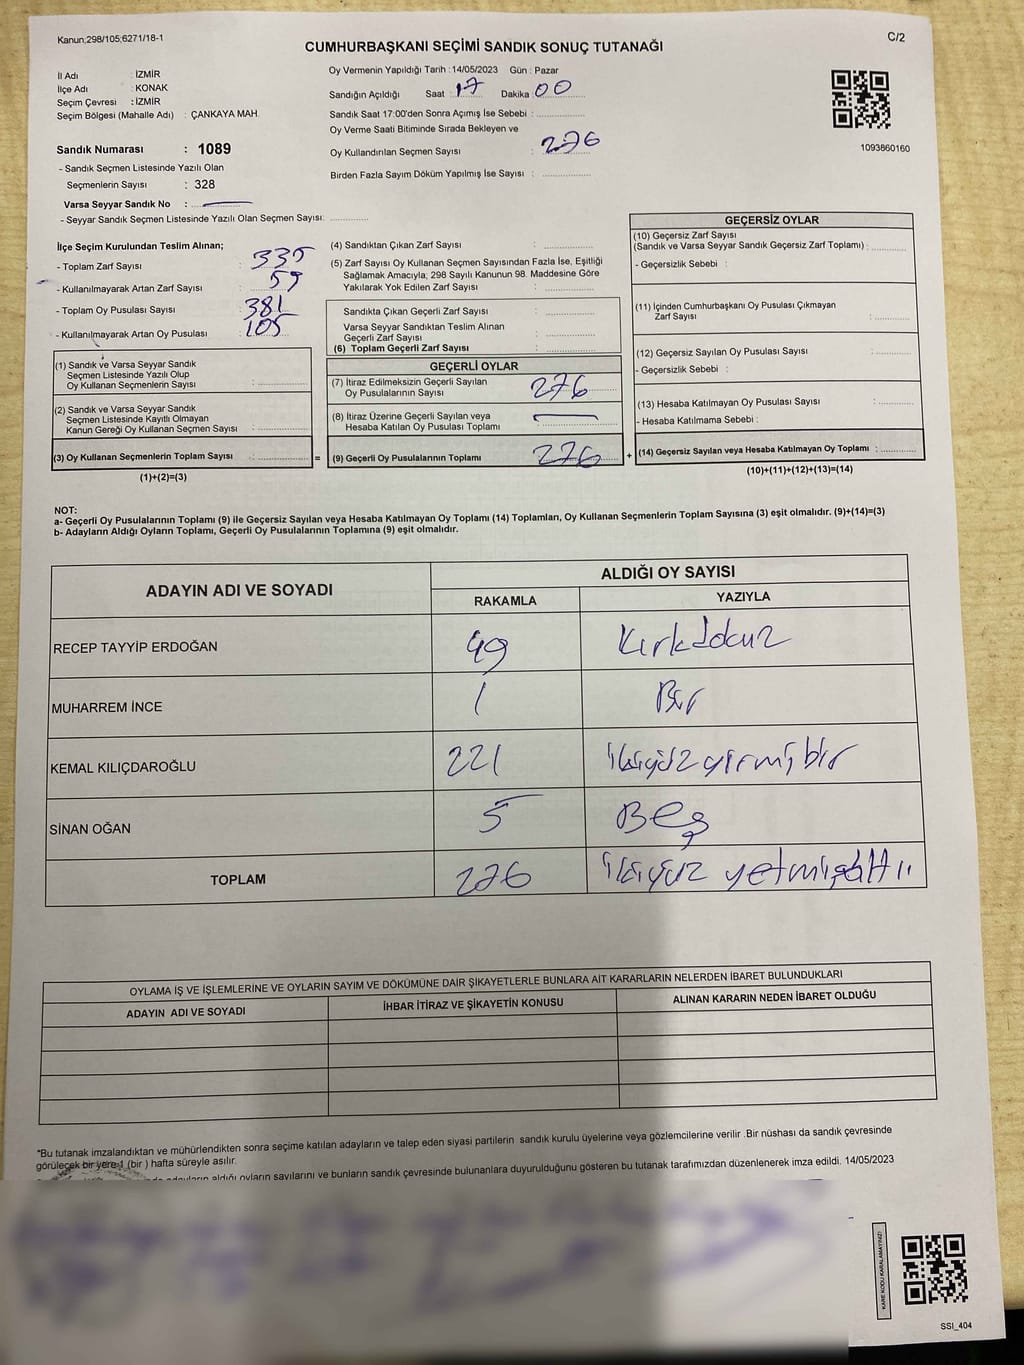 Kanun;298/105;6271/18-1
C/2
CUMHURBAŞKANI SEÇİMİ SANDIK SONUÇ TUTANAĞI
İl Adı : İZMİR
İlçe Adı : KONAK
Seçim Çevresi : İZMİR
Seçim Bölgesi (Mahalle Adı) : ÇANKAYA MAH.
Sandık Numarası : 1089
- Sandık Seçmen Listesinde Yazılı Olan
Seçmenlerin Sayısı : 328
Varsa Seyyar Sandık No :
- Seyyar Sandık Seçmen Listesinde Yazılı Olan Seçmen Sayısı:
Oy Vermenin Yapıldığı Tarih : 14/05/2023 Gün : Pazar
Sandığın Açıldığı Saat 17 Dakika 00
Sandık Saat 17:00'den Sonra Açımış İse Sebebi :
Oy Verme Saati Bitiminde Sırada Bekleyen ve
Oy Kullandırılan Seçmen Sayısı : 276
Birden Fazla Sayım Döküm Yapılmış İse Sayısı :
1093860160
İlçe Seçim Kurulundan Teslim Alınan;
- Toplam Zarf Sayısı : 335
- Kullanılmayarak Artan Zarf Sayısı : 59
- Toplam Oy Pusulası Sayısı : 381
- Kullanılmayarak Artan Oy Pusulası : 105
(1) Sandık ve Varsa Seyyar Sandık
Seçmen Listesinde Yazılı Olup
Oy Kullanan Seçmenlerin Sayısı :
(2) Sandık ve Varsa Seyyar Sandık
Seçmen Listesinde Kayıtlı Olmayan
Kanun Gereği Oy Kullanan Seçmen Sayısı :
(3) Oy Kullanan Seçmenlerin Toplam Sayısı :
=
(1)+(2)=(3)
(4) Sandıktan Çıkan Zarf Sayısı :
(5) Zarf Sayısı Oy Kullanan Seçmen Sayısından Fazla İse, Eşitliği
Sağlamak Amacıyla, 298 Sayılı Kanunun 98. Maddesine Göre
Yakılarak Yok Edilen Zarf Sayısı :
Sandıkta Çıkan Geçerli Zarf Sayısı :
Varsa Seyyar Sandıktan Teslim Alınan
Geçerli Zarf Sayısı :
(6) Toplam Geçerli Zarf Sayısı :
GEÇERLİ OYLAR
(7) İtiraz Edilmeksizin Geçerli Sayılan
Oy Pusulalarının Sayısı : 276
(8) İtiraz Üzerine Geçerli Sayılan veya
Hesaba Katılan Oy Pusulası Toplamı :
(9) Geçerli Oy Pusulalarının Toplamı : 276
+
GEÇERSİZ OYLAR
(10) Geçersiz Zarf Sayısı
(Sandık ve Varsa Seyyar Sandık Geçersiz Zarf Toplamı) :
- Geçersizlik Sebebi :
(11) İçinden Cumhurbaşkanı Oy Pusulası Çıkmayan
Zarf Sayısı :
(12) Geçersiz Sayılan Oy Pusulası Sayısı :
- Geçersizlik Sebebi :
(13) Hesaba Katılmayan Oy Pusulası Sayısı :
- Hesaba Katılmama Sebebi :
(14) Geçersiz Sayılan veya Hesaba Katılmayan Oy Toplamı :
(10)+(11)+(12)+(13)=(14)
NOT:
a- Geçerli Oy Pusulalarının Toplamı (9) ile Geçersiz Sayılan veya Hesaba Katılmayan Oy Toplamı (14) Toplamları, Oy Kullanan Seçmenlerin Toplam Sayısına (3) eşit olmalıdır. (9)+(14)=(3)
b- Adayların Aldığı Oyların Toplamı, Geçerli Oy Pusulalarının Toplamına (9) eşit olmalıdır.
ADAYIN ADI VE SOYADI ALDIĞI OY SAYISI
RAKAMLA YAZIYLA
RECEP TAYYİP ERDOĞAN 49 Kırkdokuz
MUHARREM İNCE 1 Bir
KEMAL KILIÇDAROĞLU 221 ikiyüzyirmibir
SİNAN OĞAN 5 Beş
TOPLAM 276 ikiyüz yetmişaltı
OYLAMA İŞ VE İŞLEMLERİNE VE OYLARIN SAYIM VE DÖKÜMÜNE DAİR ŞİKAYETLERLE BUNLARA AİT KARARLARIN NELERDEN İBARET BULUNDUKLARI
ADAYIN ADI VE SOYADI İHBAR İTİRAZ VE ŞİKAYETİN KONUSU ALINAN KARARIN NEDEN İBARET OLDUĞU
*Bu tutanak imzalandıktan ve mühürlendikten sonra seçime katılan adayların ve talep eden siyasi partilerin sandık kurulu üyelerine veya gözlemcilerine verilir .Bir nüshası da sandık çevresinde
görülecek bir yere 1 (bir ) hafta süreyle asılır.
adayların aldığı oyların sayılarını ve bunların sandık çevresinde bulunanlara duyurulduğunu gösteren bu tutanak tarafımızdan düzenlenerek imza edildi. 14/05/2023
KARE KODU KARALAMAYINIZ!
SSI_404